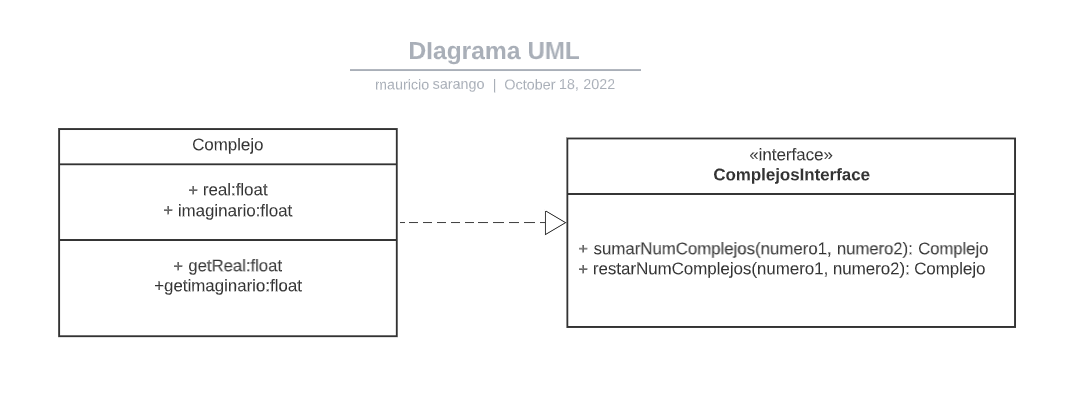 DIagrama UML
mauricio sarango | October 18, 2022
Complejo
+ real:float
+ imaginario:float
+ getReal:float
+getimaginario:float
«interface»
ComplejosInterface
+ sumarNumComplejos(numero1, numero2): Complejo
+ restarNumComplejos(numero1, numero2): Complejo